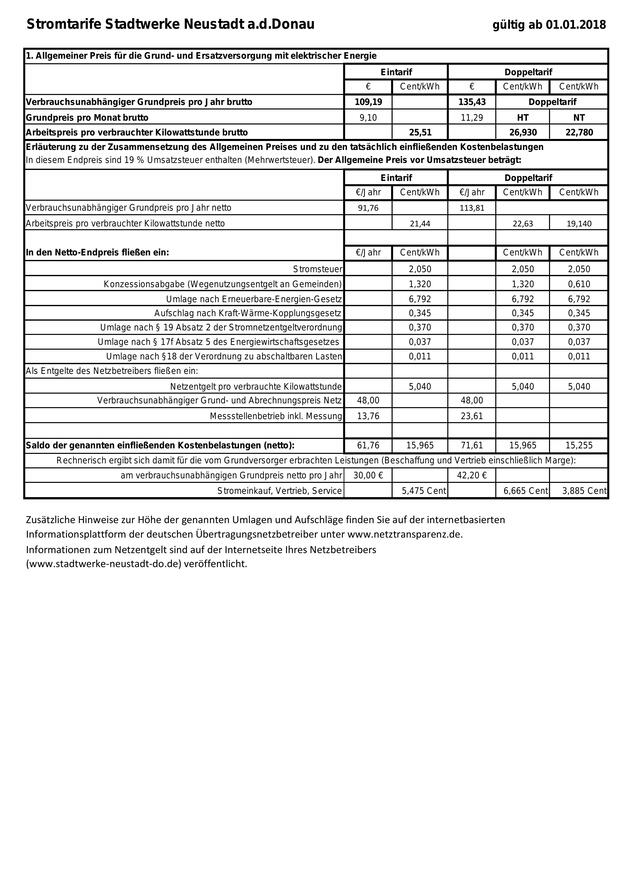 Stromtarife Stadtwerke Neustadt a.d.Donau gültig ab 01.01.2018
1. Allgemeiner Preis für die Grund- und Ersatzversorgung mit elektrischer Energie
Eintarif Doppeltarif
€ Cent/kWh € Cent/kWh Cent/kWh
Verbrauchsunabhängiger Grundpreis pro Jahr brutto 109,19 135,43 Doppeltarif
Grundpreis pro Monat brutto 9,10 11,29 HT NT
Arbeitspreis pro verbrauchter Kilowattstunde brutto 25,51 26,930 22,780
Erläuterung zu der Zusammensetzung des Allgemeinen Preises und zu den tatsächlich einfließenden Kostenbelastungen
In diesem Endpreis sind 19 % Umsatzsteuer enthalten (Mehrwertsteuer). Der Allgemeine Preis vor Umsatzsteuer beträgt:
Eintarif Doppeltarif
€/Jahr Cent/kWh €/Jahr Cent/kWh Cent/kWh
Verbrauchsunabhängiger Grundpreis pro Jahr netto 91,76 113,81
Arbeitspreis pro verbrauchter Kilowattstunde netto 21,44 22,63 19,140
In den Netto-Endpreis fließen ein: €/Jahr Cent/kWh Cent/kWh Cent/kWh
Stromsteuer 2,050 2,050 2,050
Konzessionsabgabe (Wegenutzungsentgelt an Gemeinden) 1,320 1,320 0,610
Umlage nach Erneuerbare-Energien-Gesetz 6,792 6,792 6,792
Aufschlag nach Kraft-Wärme-Kopplungsgesetz 0,345 0,345 0,345
Umlage nach § 19 Absatz 2 der Stromnetzentgeltverordnung 0,370 0,370 0,370
Umlage nach § 17f Absatz 5 des Energiewirtschaftsgesetzes 0,037 0,037 0,037
Umlage nach §18 der Verordnung zu abschaltbaren Lasten 0,011 0,011 0,011
Als Entgelte des Netzbetreibers fließen ein:
Netzentgelt pro verbrauchte Kilowattstunde 5,040 5,040 5,040
Verbrauchsunabhängiger Grund- und Abrechnungspreis Netz 48,00 48,00
Messstellenbetrieb inkl. Messung 13,76 23,61
Saldo der genannten einfließenden Kostenbelastungen (netto): 61,76 15,965 71,61 15,965 15,255
Rechnerisch ergibt sich damit für die vom Grundversorger erbrachten Leistungen (Beschaffung und Vertrieb einschließlich Marge):
am verbrauchsunabhängigen Grundpreis netto pro Jahr 30,00 € 42,20 €
Stromeinkauf, Vertrieb, Service 5,475 Cent 6,665 Cent 3,885 Cent
Zusätzliche Hinweise zur Höhe der genannten Umlagen und Aufschläge finden Sie auf der internetbasierten
Informationsplattform der deutschen Übertragungsnetzbetreiber unter www.netztransparenz.de.
Informationen zum Netzentgelt sind auf der Internetseite Ihres Netzbetreibers
(www.stadtwerke-neustadt-do.de) veröffentlicht.